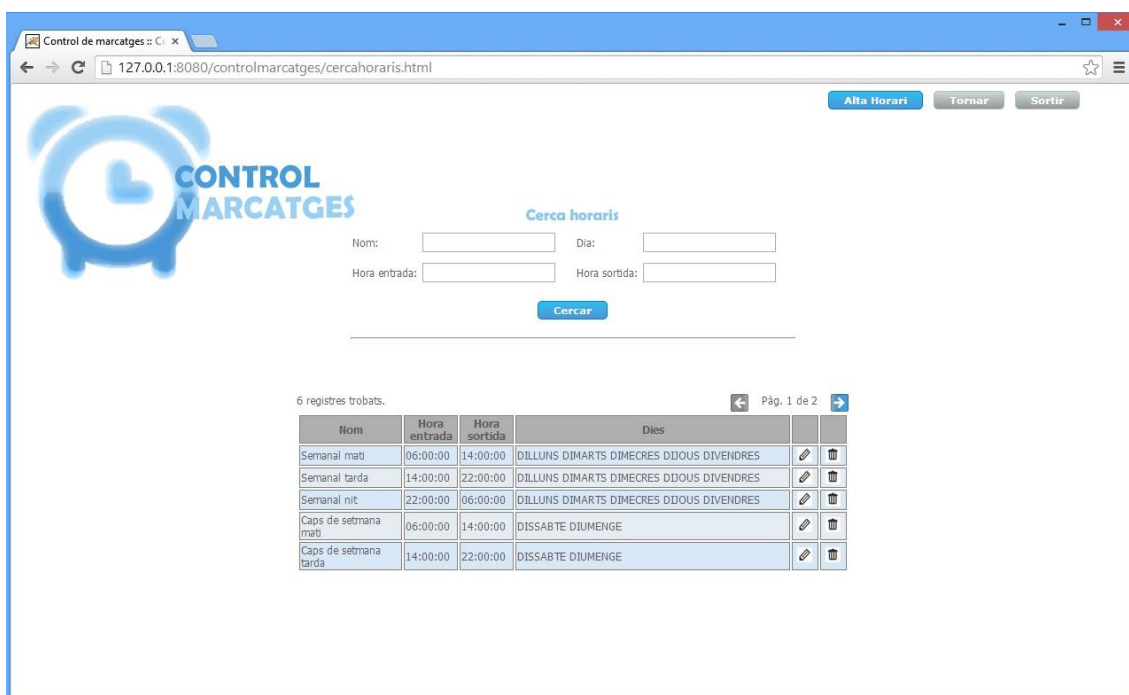 Control de marcatges :: C
127.0.0.1:8080/controlmarcatges/cercahoraris.html
Alta Horari Tornar Sortir
CONTROL
MARCATGES
Cerca horaris
Nom: Dia:
Hora entrada: Hora sortida:
Cercar
6 registres trobats. Pàg. 1 de 2
Nom Hora entrada Hora sortida Dies
Semanal mati 06:00:00 14:00:00 DILLUNS DIMARTS DIMECRES DIJOUS DIVENDRES
Semanal tarda 14:00:00 22:00:00 DILLUNS DIMARTS DIMECRES DIJOUS DIVENDRES
Semanal nit 22:00:00 06:00:00 DILLUNS DIMARTS DIMECRES DIJOUS DIVENDRES
Caps de setmana mati 06:00:00 14:00:00 DISSABTE DIUMENGE
Caps de setmana tarda 14:00:00 22:00:00 DISSABTE DIUMENGE